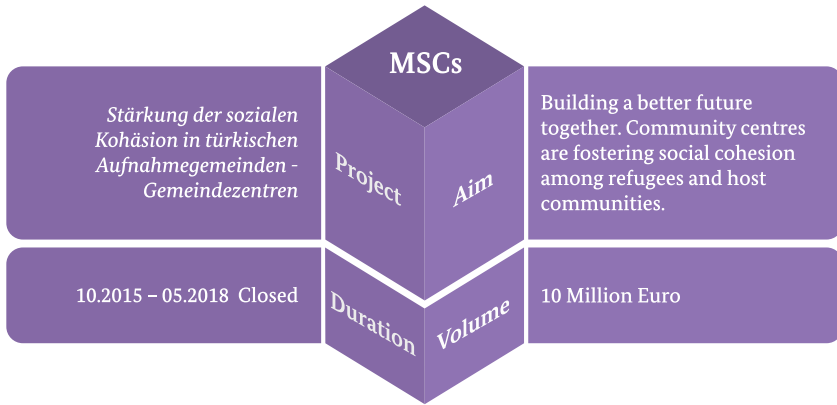 MSCs
Stärkung der sozialen
Kohäsion in türkischen
Aufnahmegemeinden -
Gemeindezentren
Project
Aim
Building a better future
together. Community centres
are fostering social cohesion
among refugees and host
communities.
10.2015 – 05.2018 Closed
Duration
Volume
10 Million Euro